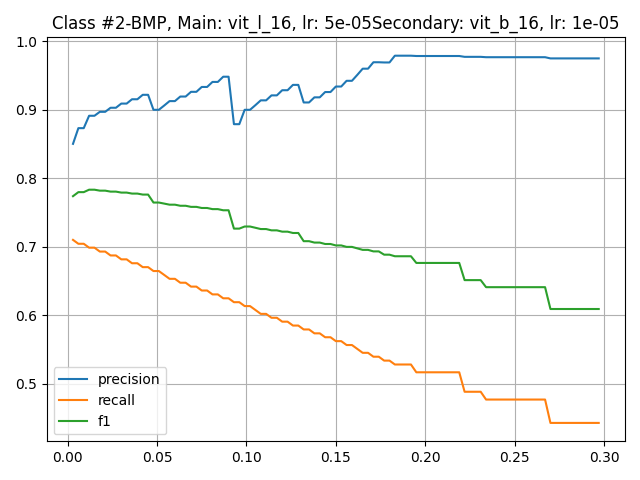 Class #2-BMP, Main: vit_l_16, lr: 5e-05Secondary: vit_b_16, lr: 1e-05
1.0
0.9
0.8
0.7
0.6
0.5
precision
recall
f1
0.00 0.05 0.10 0.15 0.20 0.25 0.30